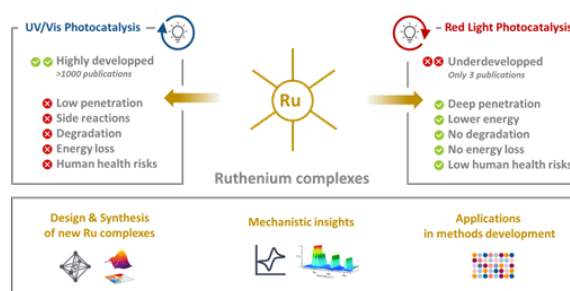 UV/Vis Photocatalysis
Highly developped
>1000 publications
Low penetration
Side reactions
Degradation
Energy loss
Human health risks
Ru
Ruthenium complexes
Red Light Photocatalysis
Underdevelopped
Only 3 publications
Deep penetration
Lower energy
No degradation
No energy loss
Low human health risks
Design & Synthesis
of new Ru complexes
Mechanistic insights
Applications
in methods development